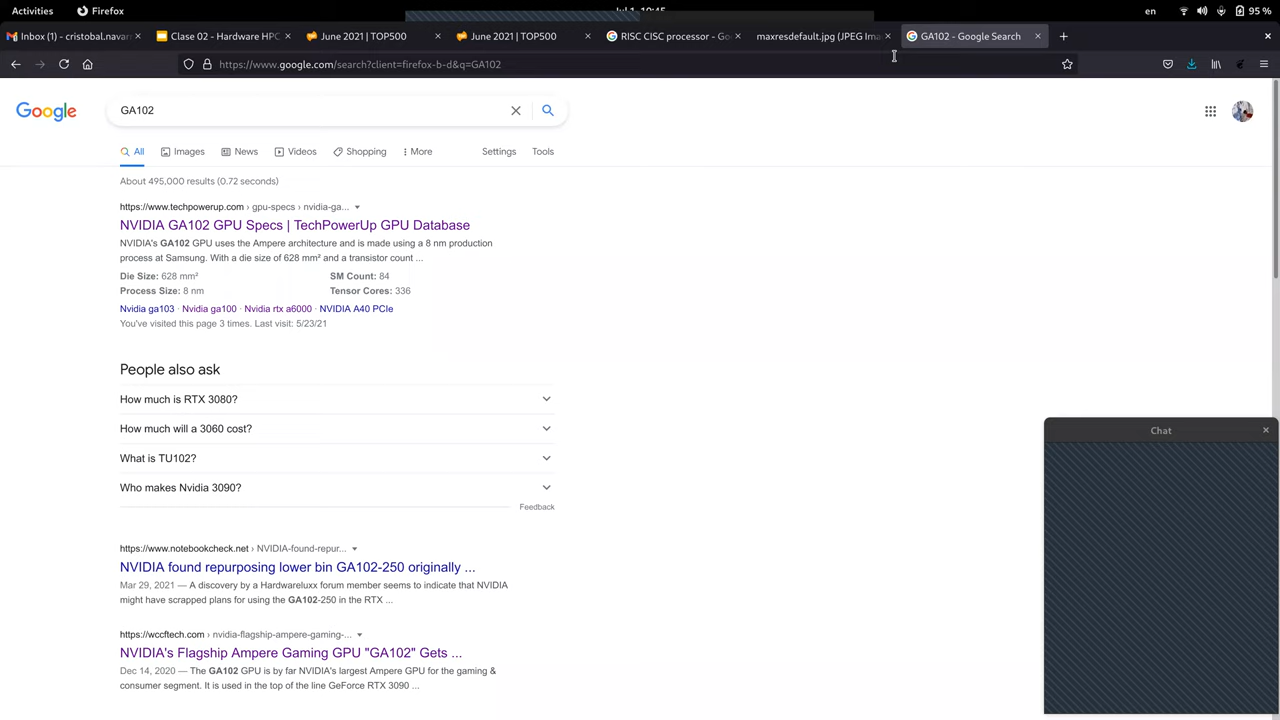 Activities
Firefox
Jul 1, 10:45
en
95 %
Inbox (1) - cristobal.navarr
Clase 02 - Hardware HPC
June 2021 | TOP500
June 2021 | TOP500
RISC CISC processor - Go
maxresdefault.jpg (JPEG Ima
GA102 - Google Search
https://www.google.com/search?client=firefox-b-d&q=GA102
Google
GA102
All
Images
News
Videos
Shopping
More
Settings
Tools
About 495,000 results (0.72 seconds)
https://www.techpowerup.com › gpu-specs › nvidia-ga...
NVIDIA GA102 GPU Specs | TechPowerUp GPU Database
NVIDIA's GA102 GPU uses the Ampere architecture and is made using a 8 nm production
process at Samsung. With a die size of 628 mm² and a transistor count ...
Die Size: 628 mm² SM Count: 84
Process Size: 8 nm Tensor Cores: 336
Nvidia ga103 · Nvidia ga100 · Nvidia rtx a6000 · NVIDIA A40 PCIe
You've visited this page 3 times. Last visit: 5/23/21
People also ask
How much is RTX 3080?
How much will a 3060 cost?
What is TU102?
Who makes Nvidia 3090?
Feedback
https://www.notebookcheck.net › NVIDIA-found-repur...
NVIDIA found repurposing lower bin GA102-250 originally ...
Mar 29, 2021 — A discovery by a Hardwareluxx forum member seems to indicate that NVIDIA
might have scrapped plans for using the GA102-250 in the RTX ...
https://wccftech.com › nvidia-flagship-ampere-gaming-...
NVIDIA's Flagship Ampere Gaming GPU "GA102" Gets ...
Dec 14, 2020 — The GA102 GPU is by far NVIDIA's largest Ampere GPU for the gaming &
consumer segment. It is used in the top of the line GeForce RTX 3090 ...
Chat